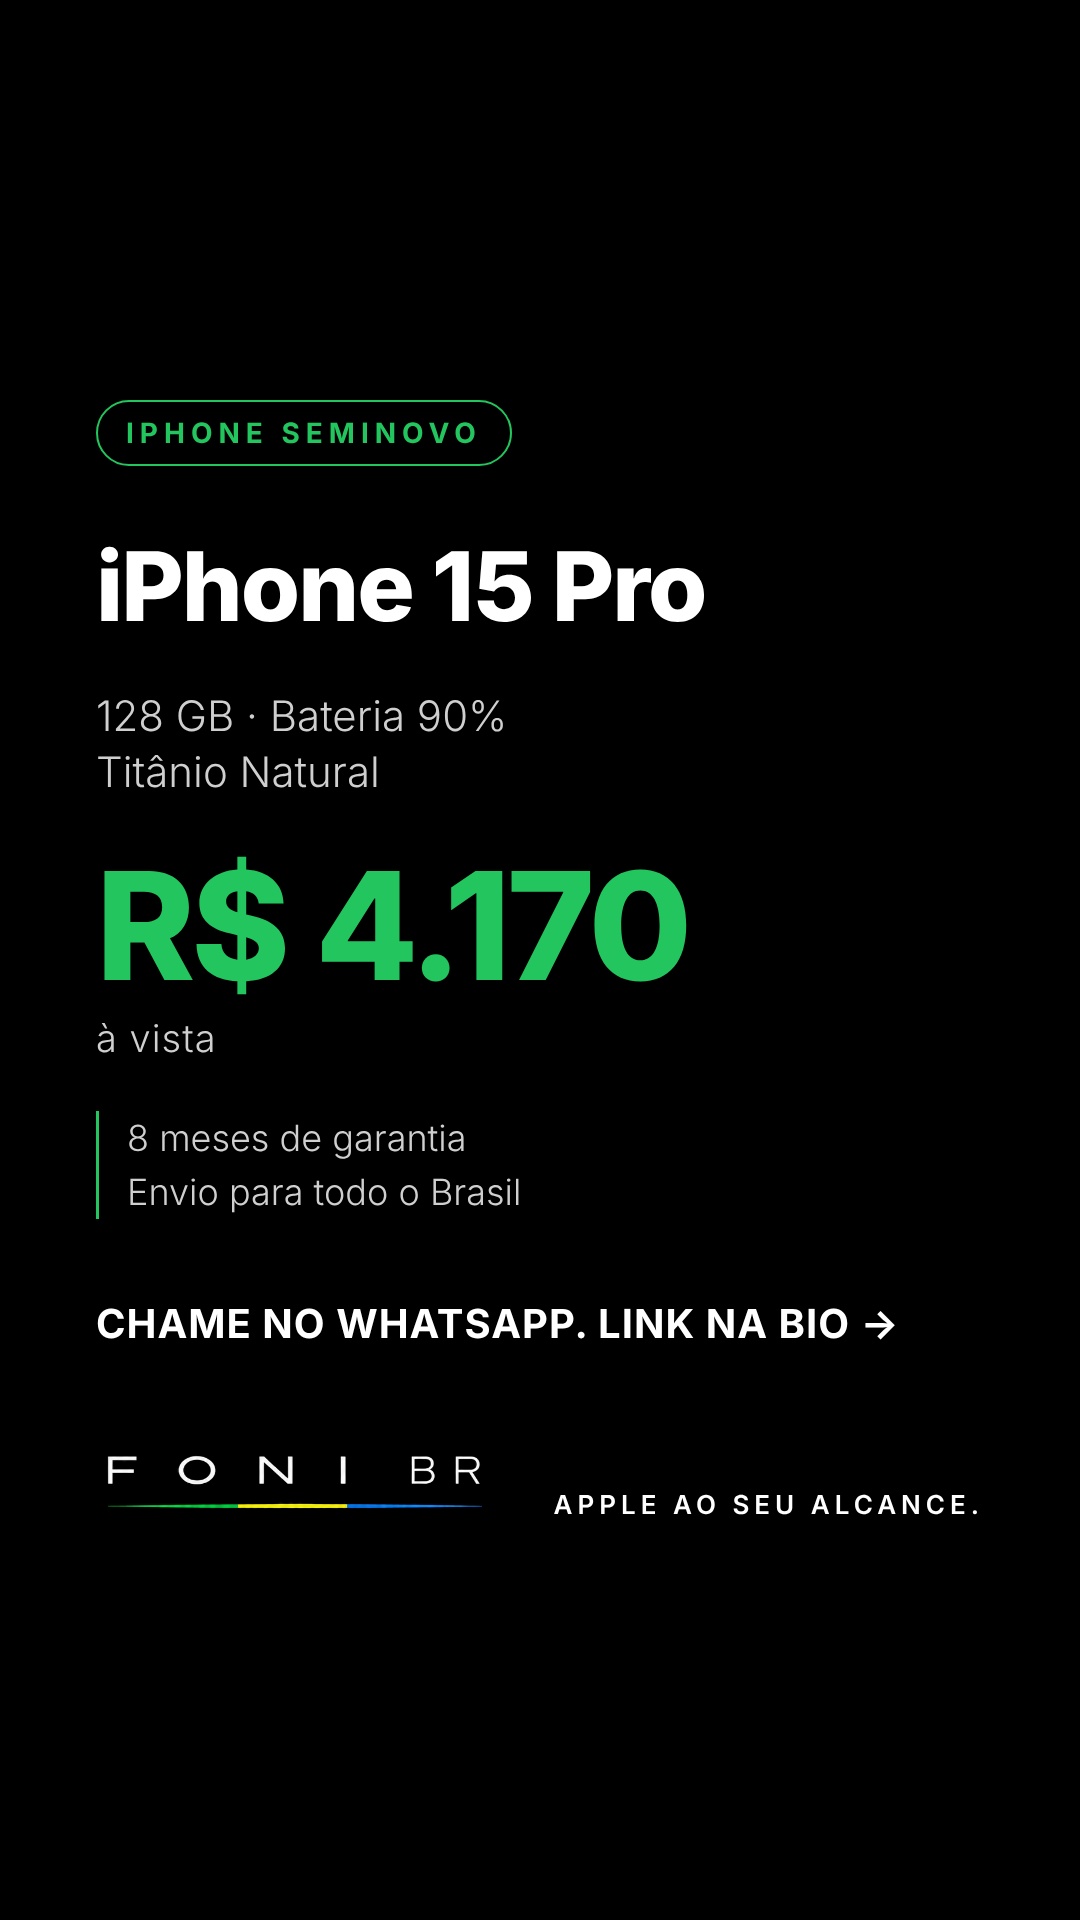 IPHONE SEMINOVO
iPhone 15 Pro
128 GB · Bateria 90%
Titânio Natural
R$ 4.170
à vista
8 meses de garantia
Envio para todo o Brasil
CHAME NO WHATSAPP. LINK NA BIO →
FONI BR
APPLE AO SEU ALCANCE.